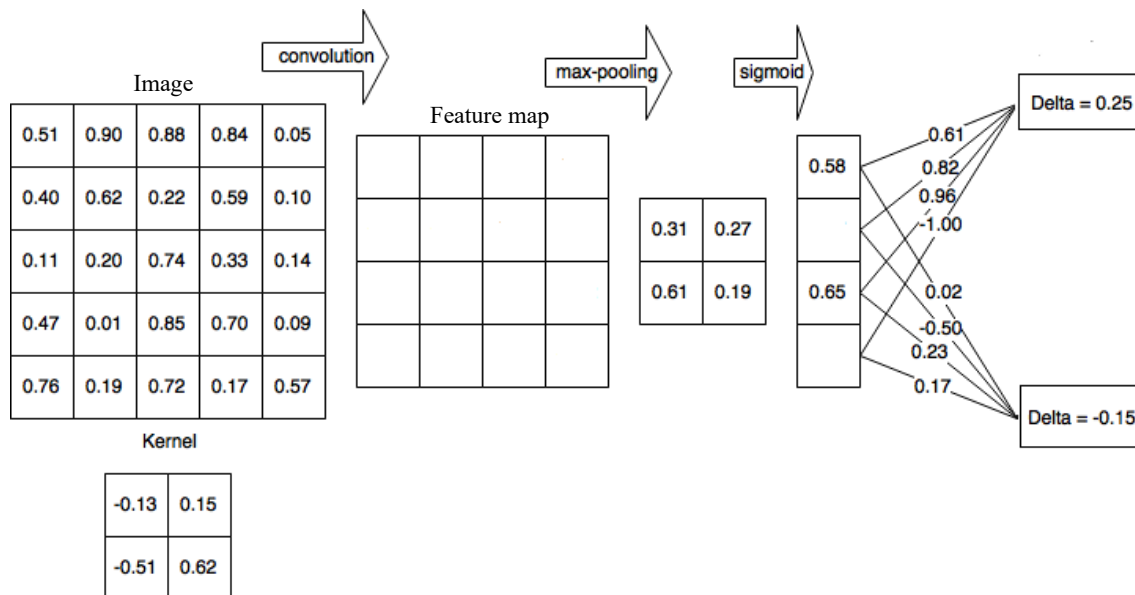 convolution
max-pooling
sigmoid
Image
Feature map
Delta = 0.25
0.51 0.90 0.88 0.84 0.05
0.40 0.62 0.22 0.59 0.10
0.11 0.20 0.74 0.33 0.14
0.47 0.01 0.85 0.70 0.09
0.76 0.19 0.72 0.17 0.57
0.31 0.27
0.61 0.19
0.58
0.65
0.61
0.82
0.96
-1.00
0.02
-0.50
0.23
0.17
Delta = -0.15
Kernel
-0.13 0.15
-0.51 0.62